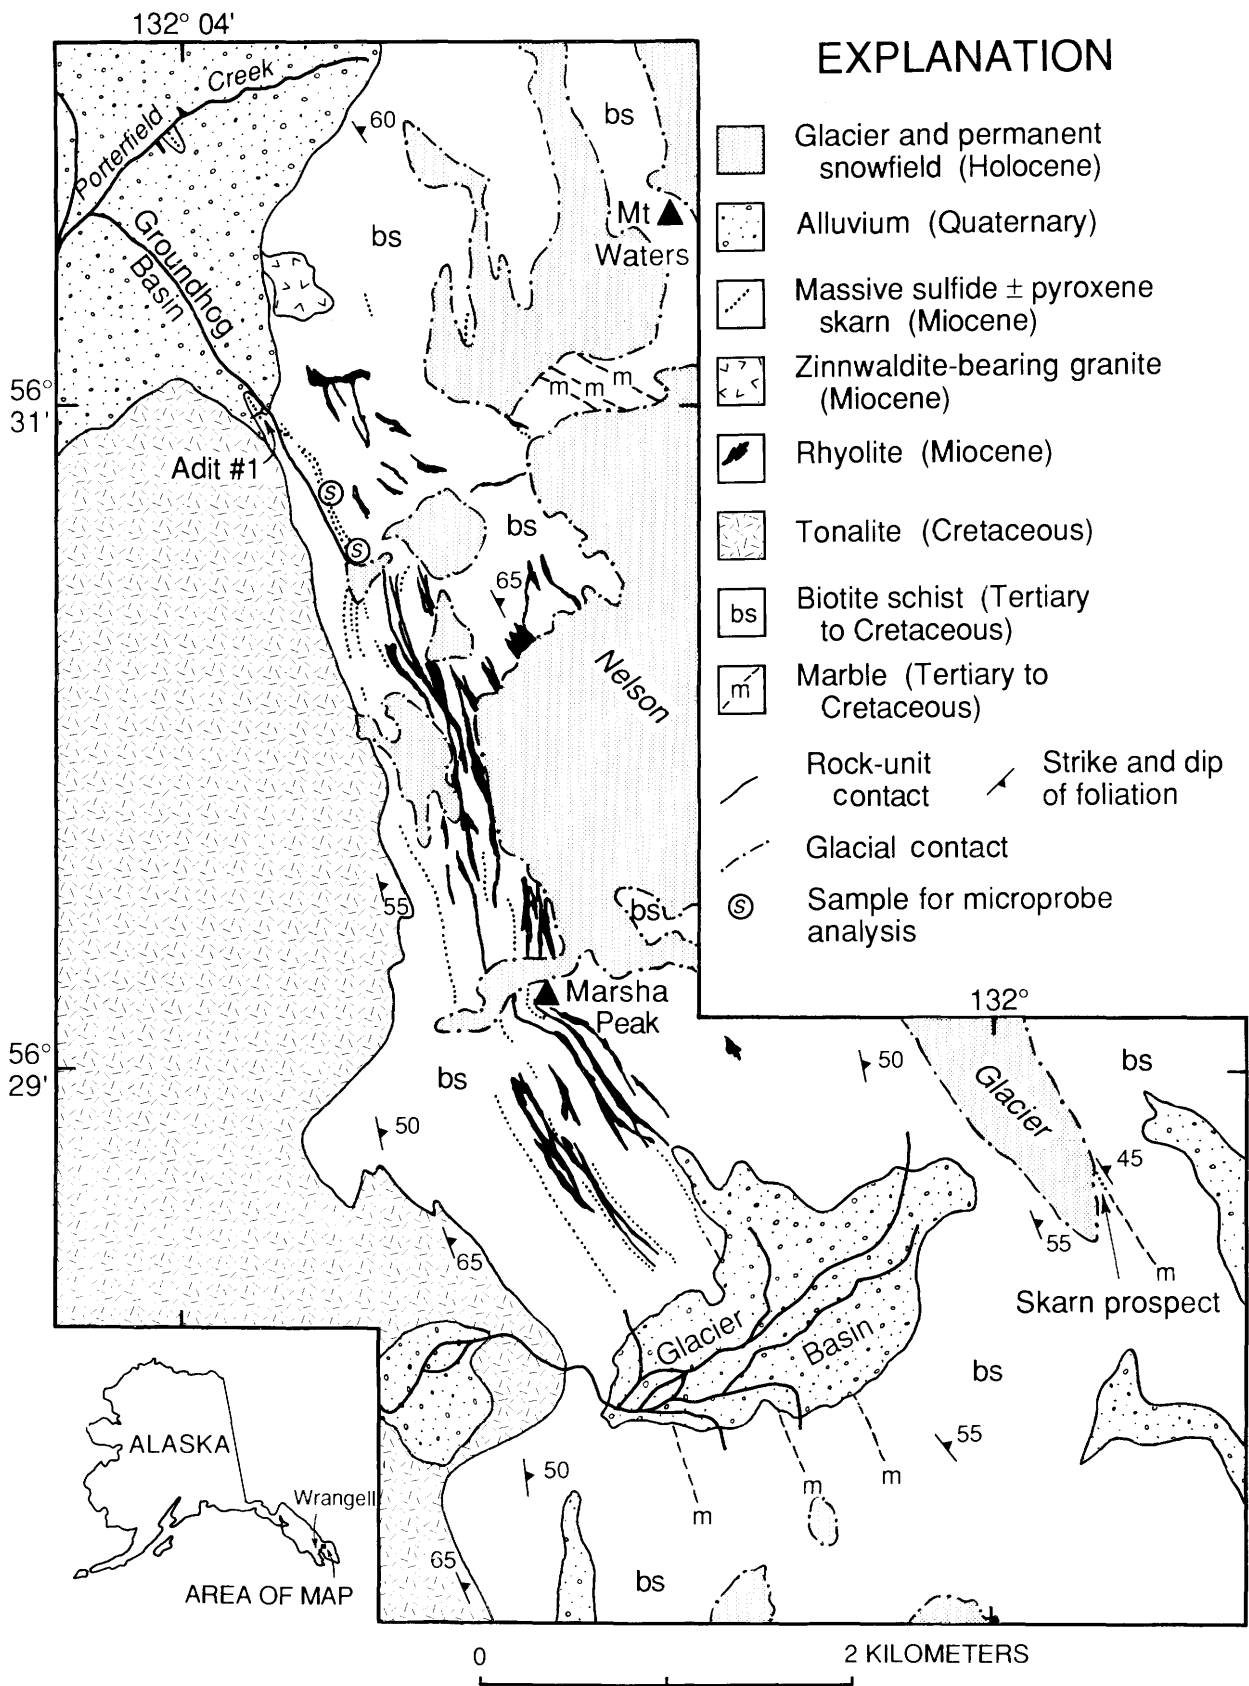 132° 04'
EXPLANATION
Creek
Porterfield
60
bs
Glacier and permanent
snowfield (Holocene)
Mt
Waters
Alluvium (Quaternary)
Groundhog
Basin
bs
Massive sulfide ± pyroxene
skarn (Miocene)
56°
31'
m
m
m
Zinnwaldite-bearing granite
(Miocene)
Adit #1
Rhyolite (Miocene)
S
bs
Tonalite (Cretaceous)
S
65
bs
Biotite schist (Tertiary
to Cretaceous)
Nelson
m
Marble (Tertiary to
Cretaceous)
Rock-unit
contact
Strike and dip
of foliation
Glacial contact
55
bs
S
Sample for microprobe
analysis
Marsha
Peak
132°
56°
29'
bs
50
Glacier
bs
50
45
65
55
m
Skarn prospect
Glacier
Basin
bs
55
50
m
m
m
65
bs
ALASKA
Wrangell
AREA OF MAP
0
2 KILOMETERS